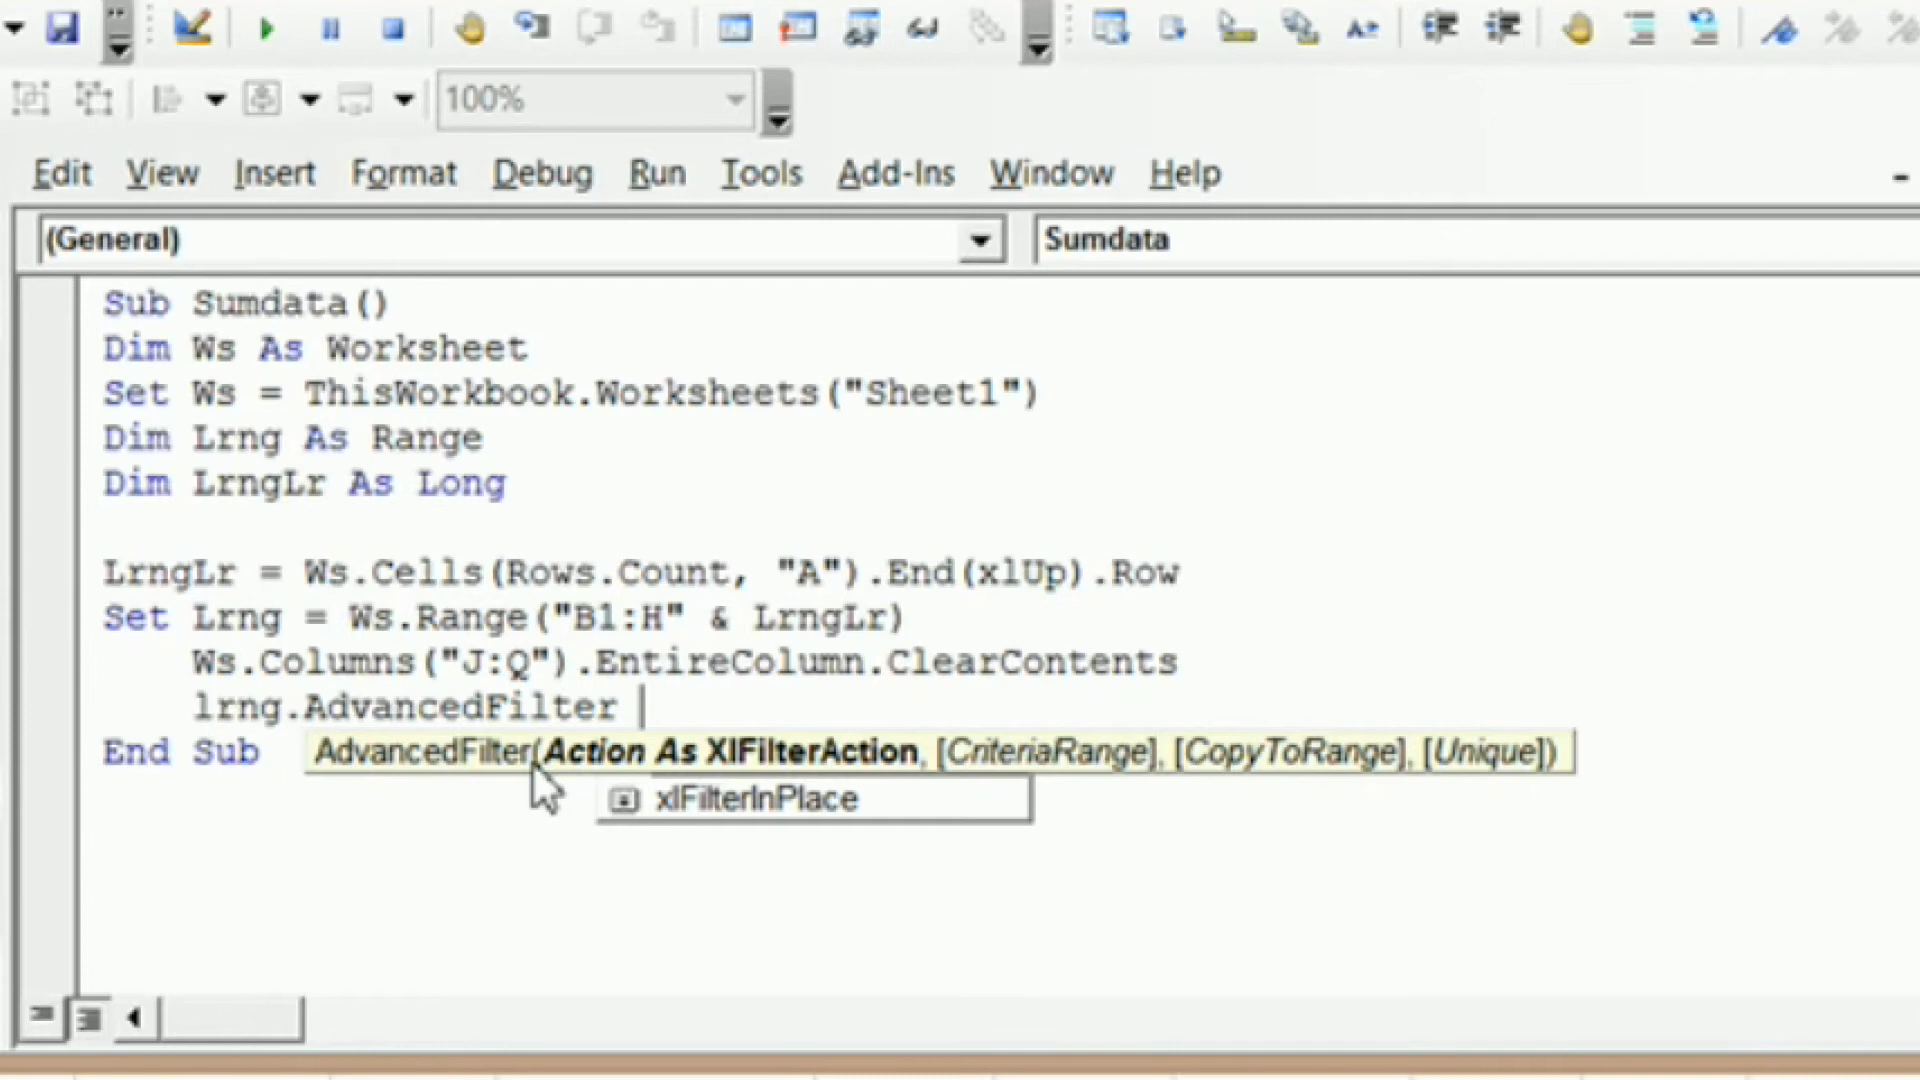 100%
Edit View Insert Format Debug Run Tools Add-Ins Window Help
(General) Sumdata
Sub Sumdata()
Dim Ws As Worksheet
Set Ws = ThisWorkbook.Worksheets("Sheet1")
Dim Lrng As Range
Dim LrngLr As Long
LrngLr = Ws.Cells(Rows.Count, "A").End(xlUp).Row
Set Lrng = Ws.Range("B1:H" & LrngLr)
Ws.Columns("J:Q").EntireColumn.ClearContents
lrng.AdvancedFilter
End Sub AdvancedFilter(Action As XlFilterAction, [CriteriaRange], [CopyToRange], [Unique])
xlFilterInPlace